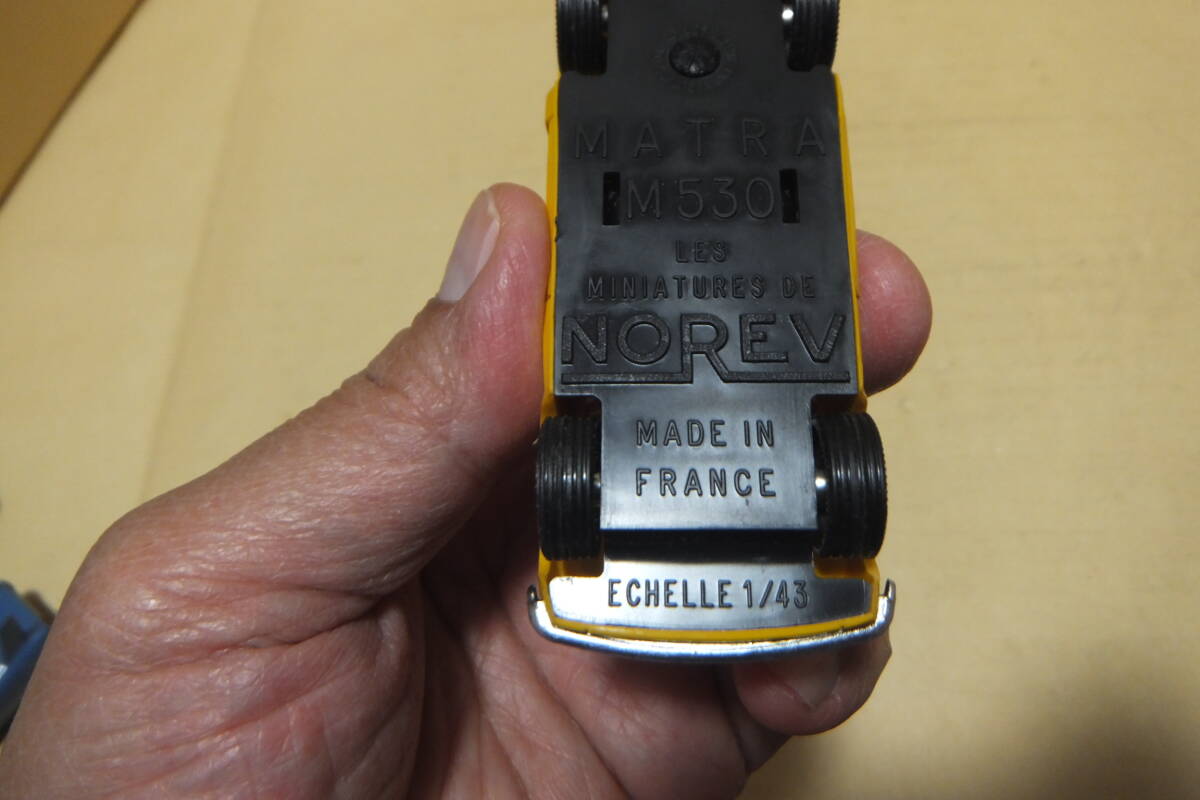 MATRA
M530
LES
MINIATURES DE
NOREV
MADE IN
FRANCE
ECHELLE 1/43